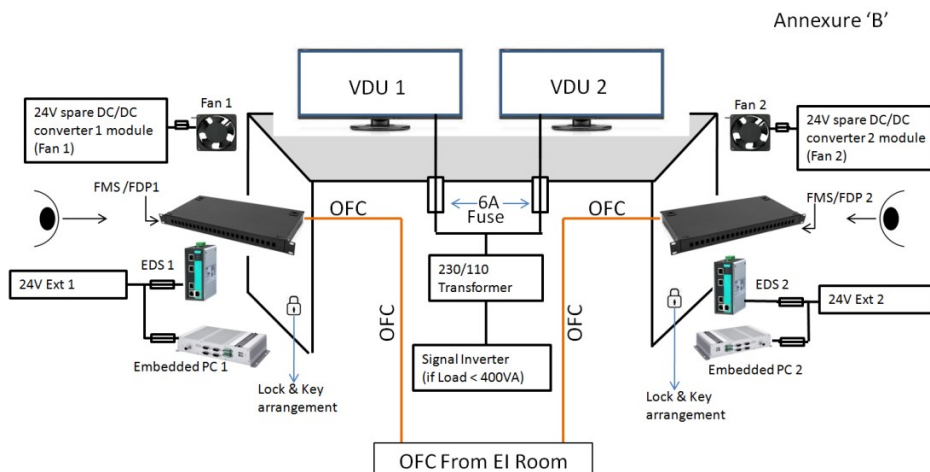 Annexure 'B'
VDU 1
VDU 2
Fan 1
24V spare DC/DC
converter 1 module
(Fan 1)
Fan 2
24V spare DC/DC
converter 2 module
(Fan 2)
FMS /FDP1
OFC
6A
Fuse
OFC
FMS/FDP 2
EDS 1
24V Ext 1
230/110
Transformer
EDS 2
24V Ext 2
OFC
OFC
Embedded PC 1
Signal Inverter
(if Load < 400VA)
Embedded PC 2
Lock & Key
arrangement
Lock & Key
arrangement
OFC From EI Room